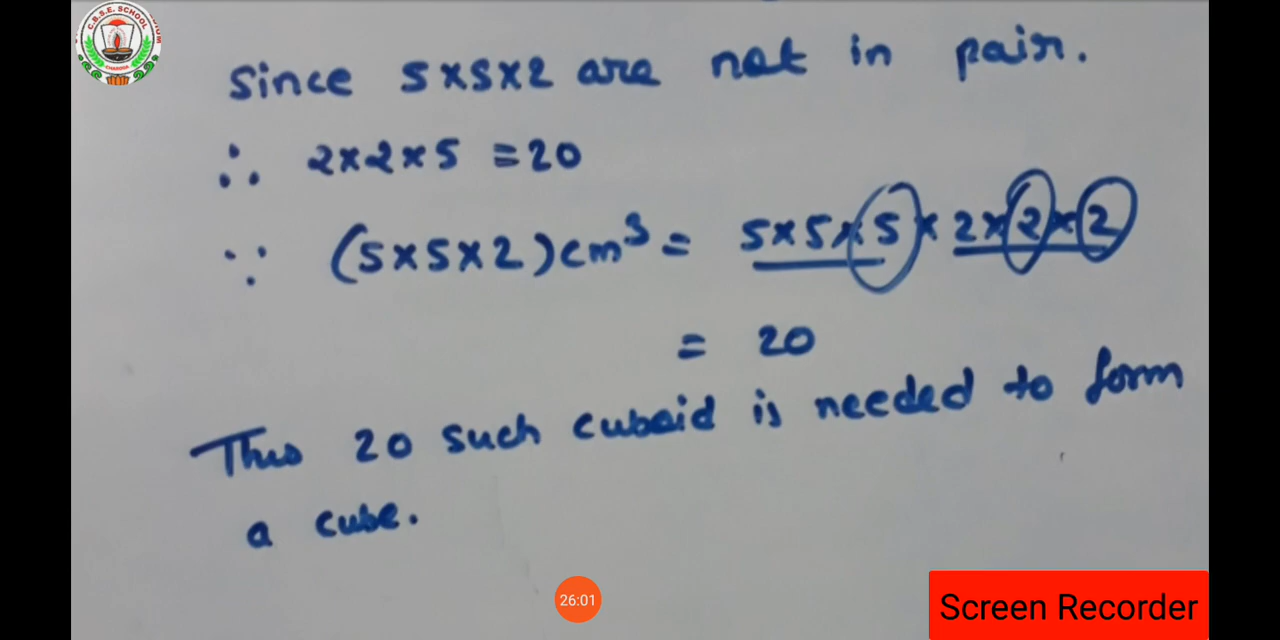 C.B.S.E. SCHOOL
since 5×5×2 are not in pair.
∴ 2×2×5 =20
∵ (5×5×2)cm³ = 5×5×5×2×2×2
= 20
Thus 20 such cuboid is needed to form
a cube.
26:01
Screen Recorder